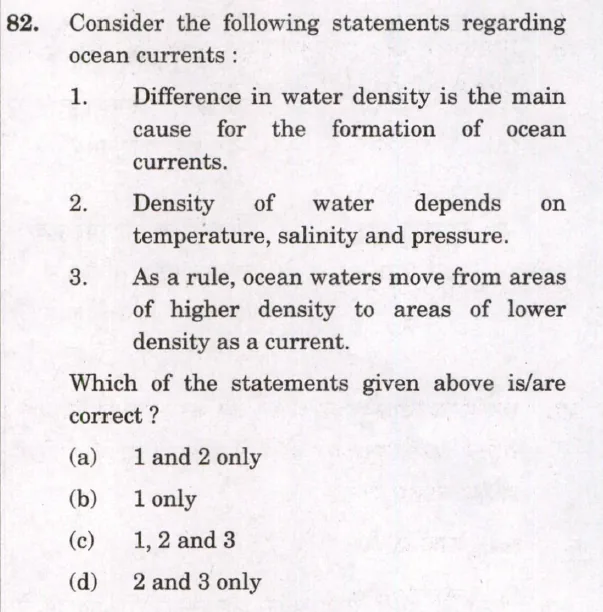 82. Consider the following statements regarding
ocean currents :
1. Difference in water density is the main
cause for the formation of ocean
currents.
2. Density of water depends on
temperature, salinity and pressure.
3. As a rule, ocean waters move from areas
of higher density to areas of lower
density as a current.
Which of the statements given above is/are
correct ?
(a) 1 and 2 only
(b) 1 only
(c) 1, 2 and 3
(d) 2 and 3 only